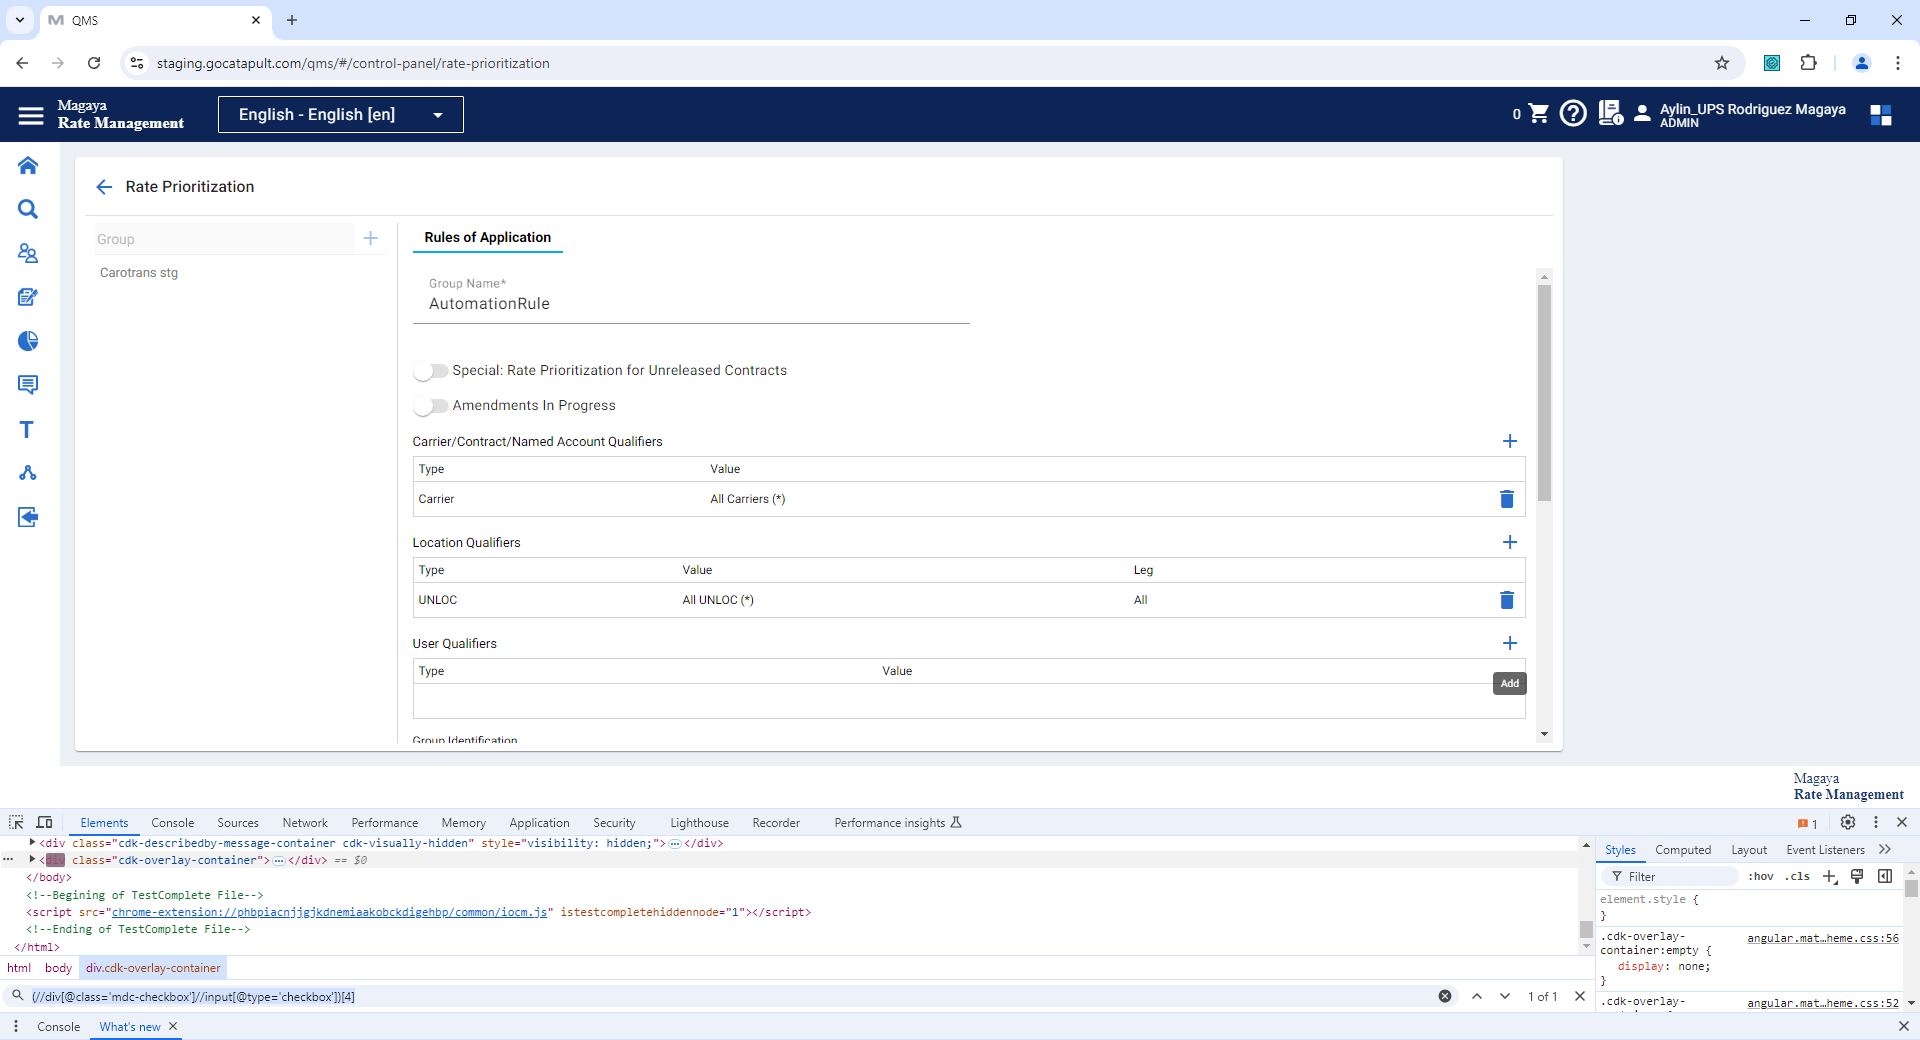 QMS
staging.gocatapult.com/qms/#/control-panel/rate-prioritization
Magaya
Rate Management
English - English [en]
0
Aylin_UPS Rodriguez Magaya
ADMIN
Rate Prioritization
Group
Carotrans stg
Rules of Application
Group Name*
AutomationRule
Special: Rate Prioritization for Unreleased Contracts
Amendments In Progress
Carrier/Contract/Named Account Qualifiers
Type Value
Carrier All Carriers (*)
Location Qualifiers
Type Value Leg
UNLOC All UNLOC (*) All
User Qualifiers
Type Value
Add
Group Identification
Magaya
Rate Management
Elements Console Sources Network Performance Memory Application Security Lighthouse Recorder Performance insights 1
<div class="cdk-describedby-message-container cdk-visually-hidden" style="visibility: hidden;">…</div>
<div class="cdk-overlay-container">…</div> == $0
</body>
<!--Begining of TestComplete File-->
<script src="chrome-extension://phbpiacnjjgjkdnemiaakobckdigehbp/common/iocm.js" istestcompletehiddennode="1"></script>
<!--Ending of TestComplete File-->
</html>
html body div.cdk-overlay-container
(//div[@class='mdc-checkbox']//input[@type='checkbox'])[4]
1 of 1
Styles Computed Layout Event Listeners
Filter :hov .cls
element.style {
}
.cdk-overlay-container:empty { angular.mat…heme.css:56
display: none;
}
.cdk-overlay- angular.mat…heme.css:52
Console What's new